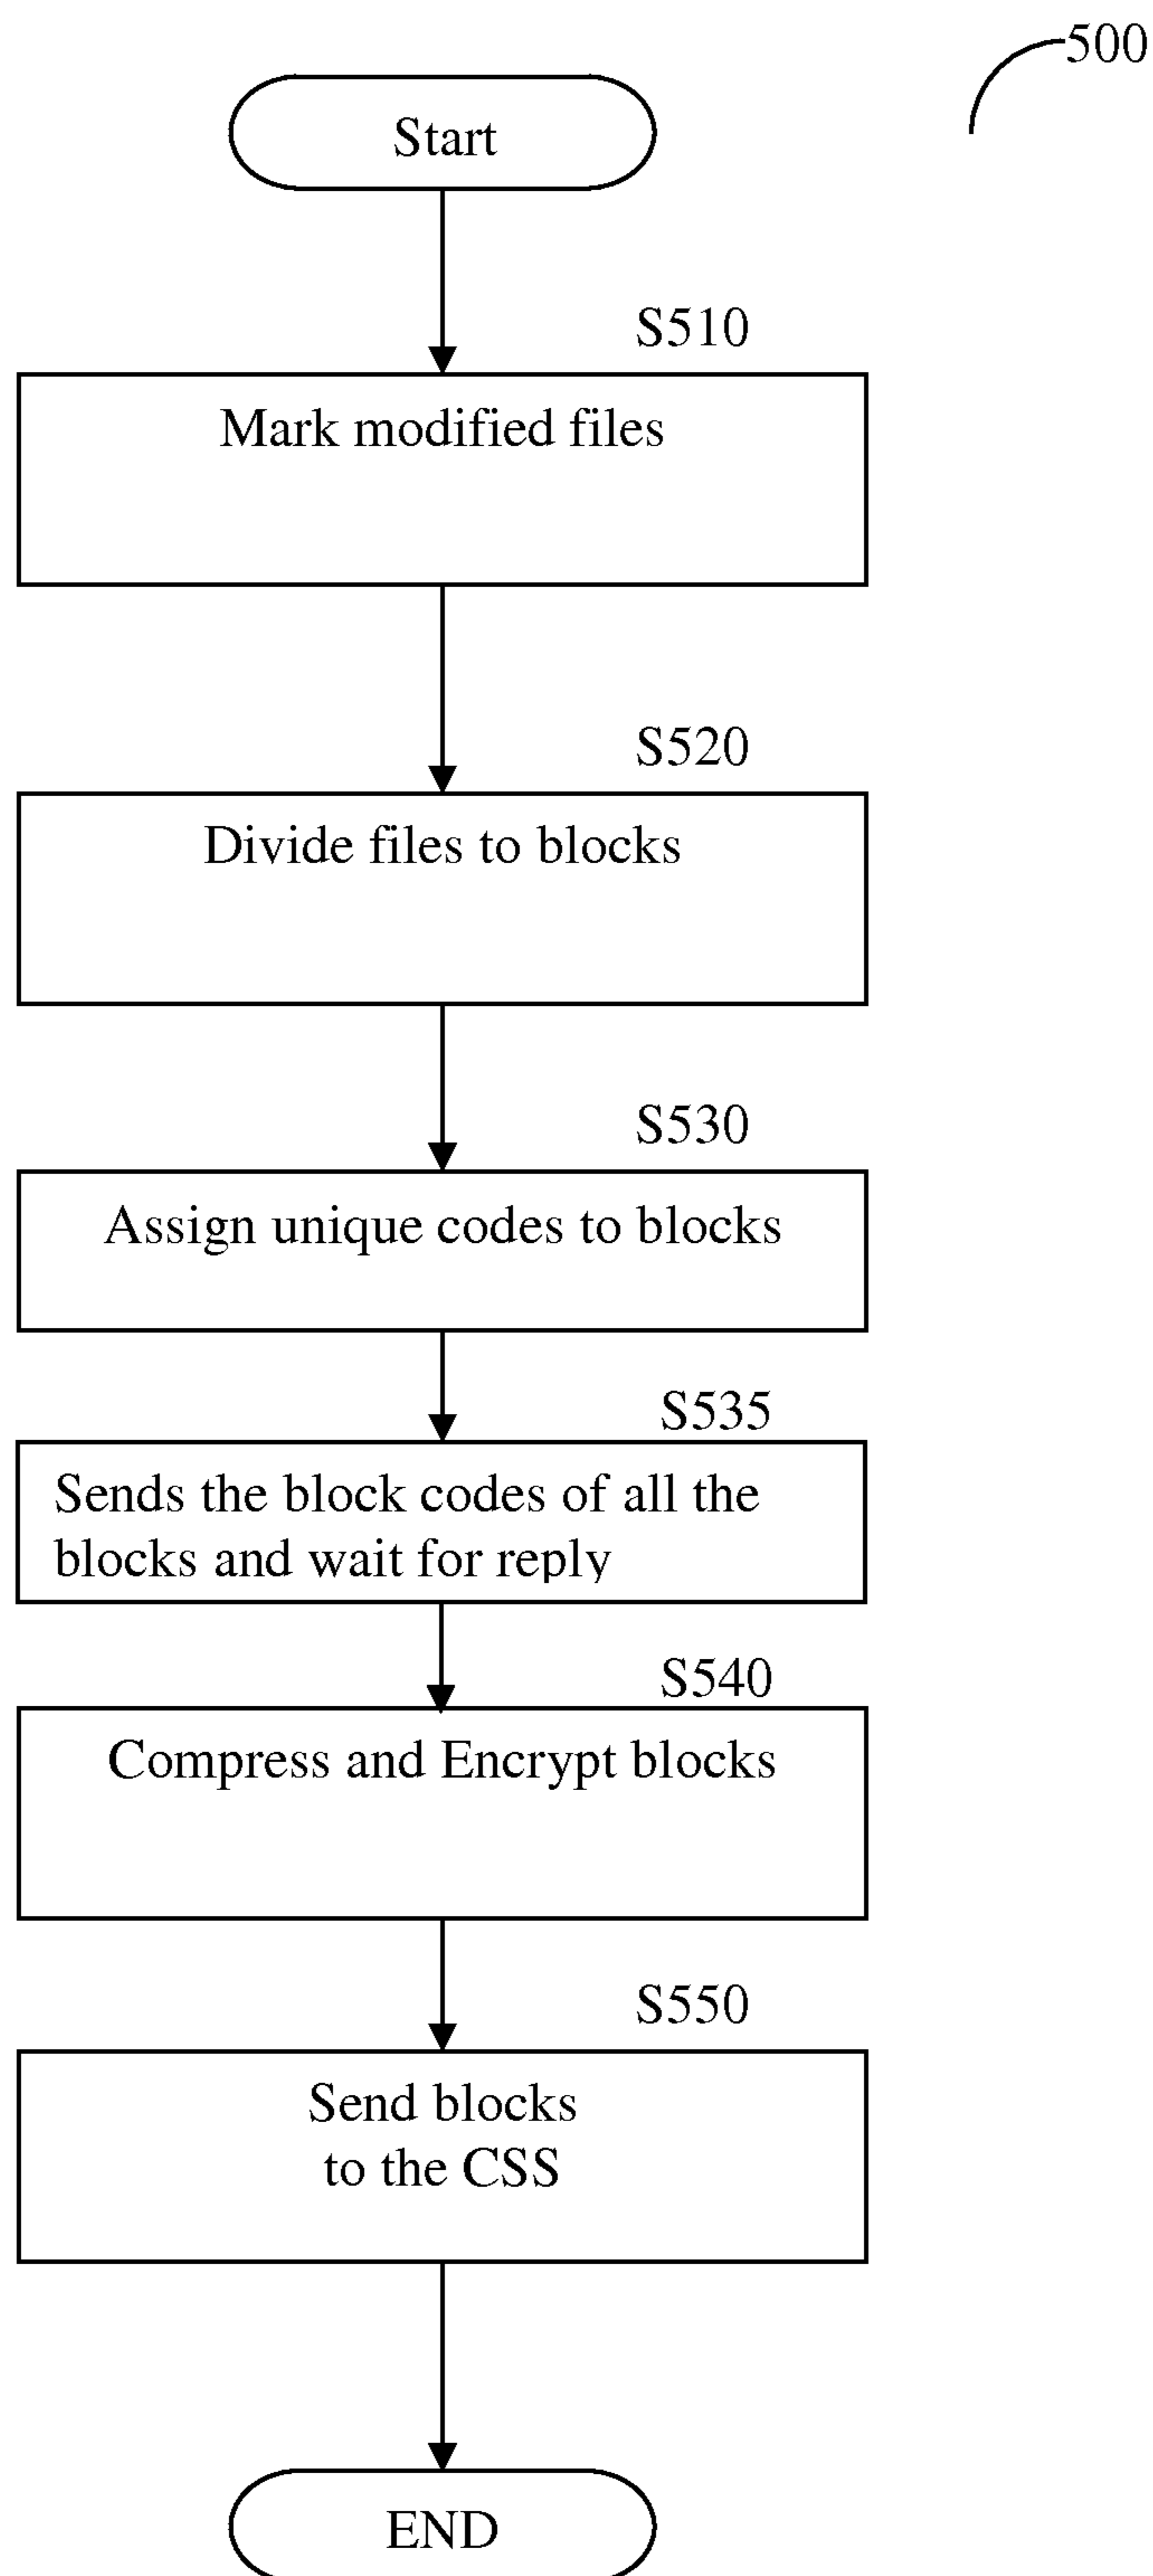 500
Start
S510
Mark modified files
S520
Divide files to blocks
S530
Assign unique codes to blocks
S535
Sends the block codes of all the
blocks and wait for reply
S540
Compress and Encrypt blocks
S550
Send blocks
to the CSS
END